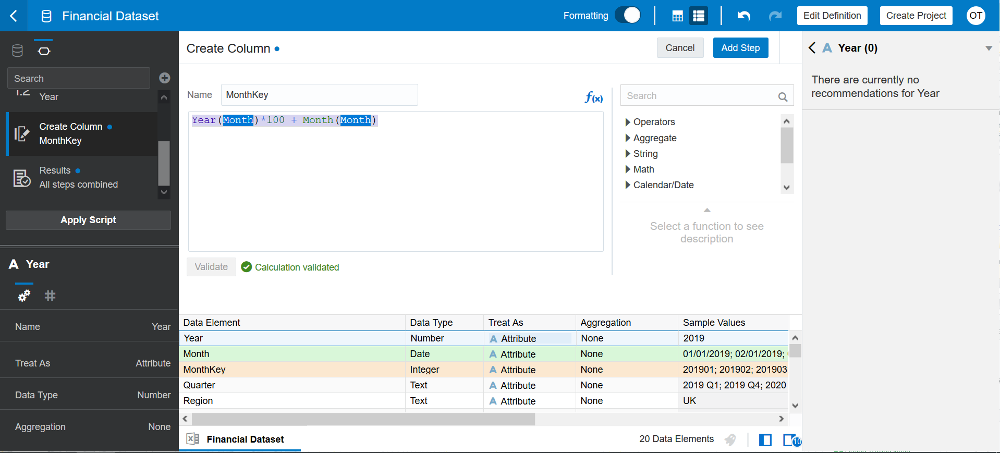 Financial Dataset
Formatting
Edit Definition
Create Project
OT
Search
Year
Create Column
MonthKey
Results
All steps combined
Apply Script
A Year
Name Year
Treat As Attribute
Data Type Number
Aggregation None
Create Column
Cancel
Add Step
Name MonthKey
f(x)
Year(Month)*100 + Month(Month)
Validate
Calculation validated
Search
Operators
Aggregate
String
Math
Calendar/Date
Select a function to see
description
A Year (0)
There are currently no
recommendations for Year
Data Element Data Type Treat As Aggregation Sample Values
Year Number A Attribute None 2019
Month Date A Attribute None 01/01/2019; 02/01/2019;
MonthKey Integer A Attribute None 201901; 201902; 201903;
Quarter Text A Attribute None 2019 Q1; 2019 Q4; 2020
Region Text A Attribute None UK
Financial Dataset
20 Data Elements
10